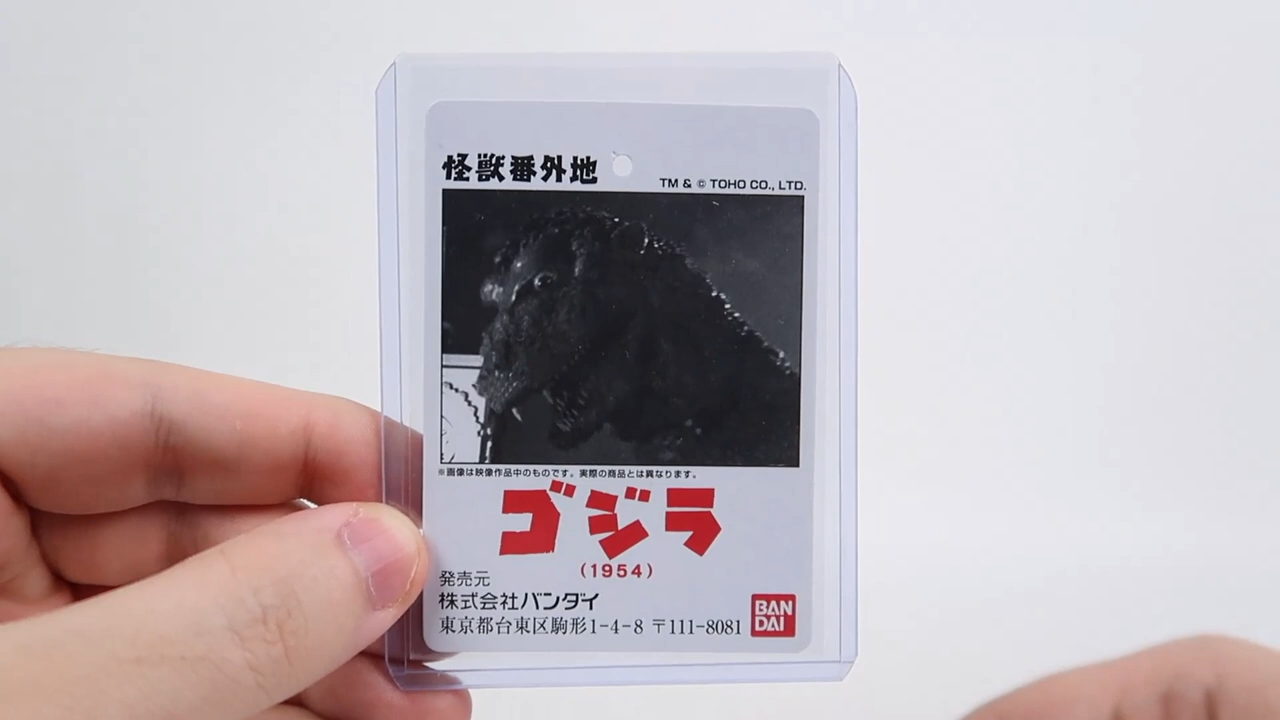 怪獣番外地
TM & © TOHO CO., LTD.
※画像は映像作品中のものです。実際の商品とは異なります。
ゴジラ
(1954)
発売元
株式会社バンダイ
東京都台東区駒形1-4-8 〒111-8081
BAN
DAI